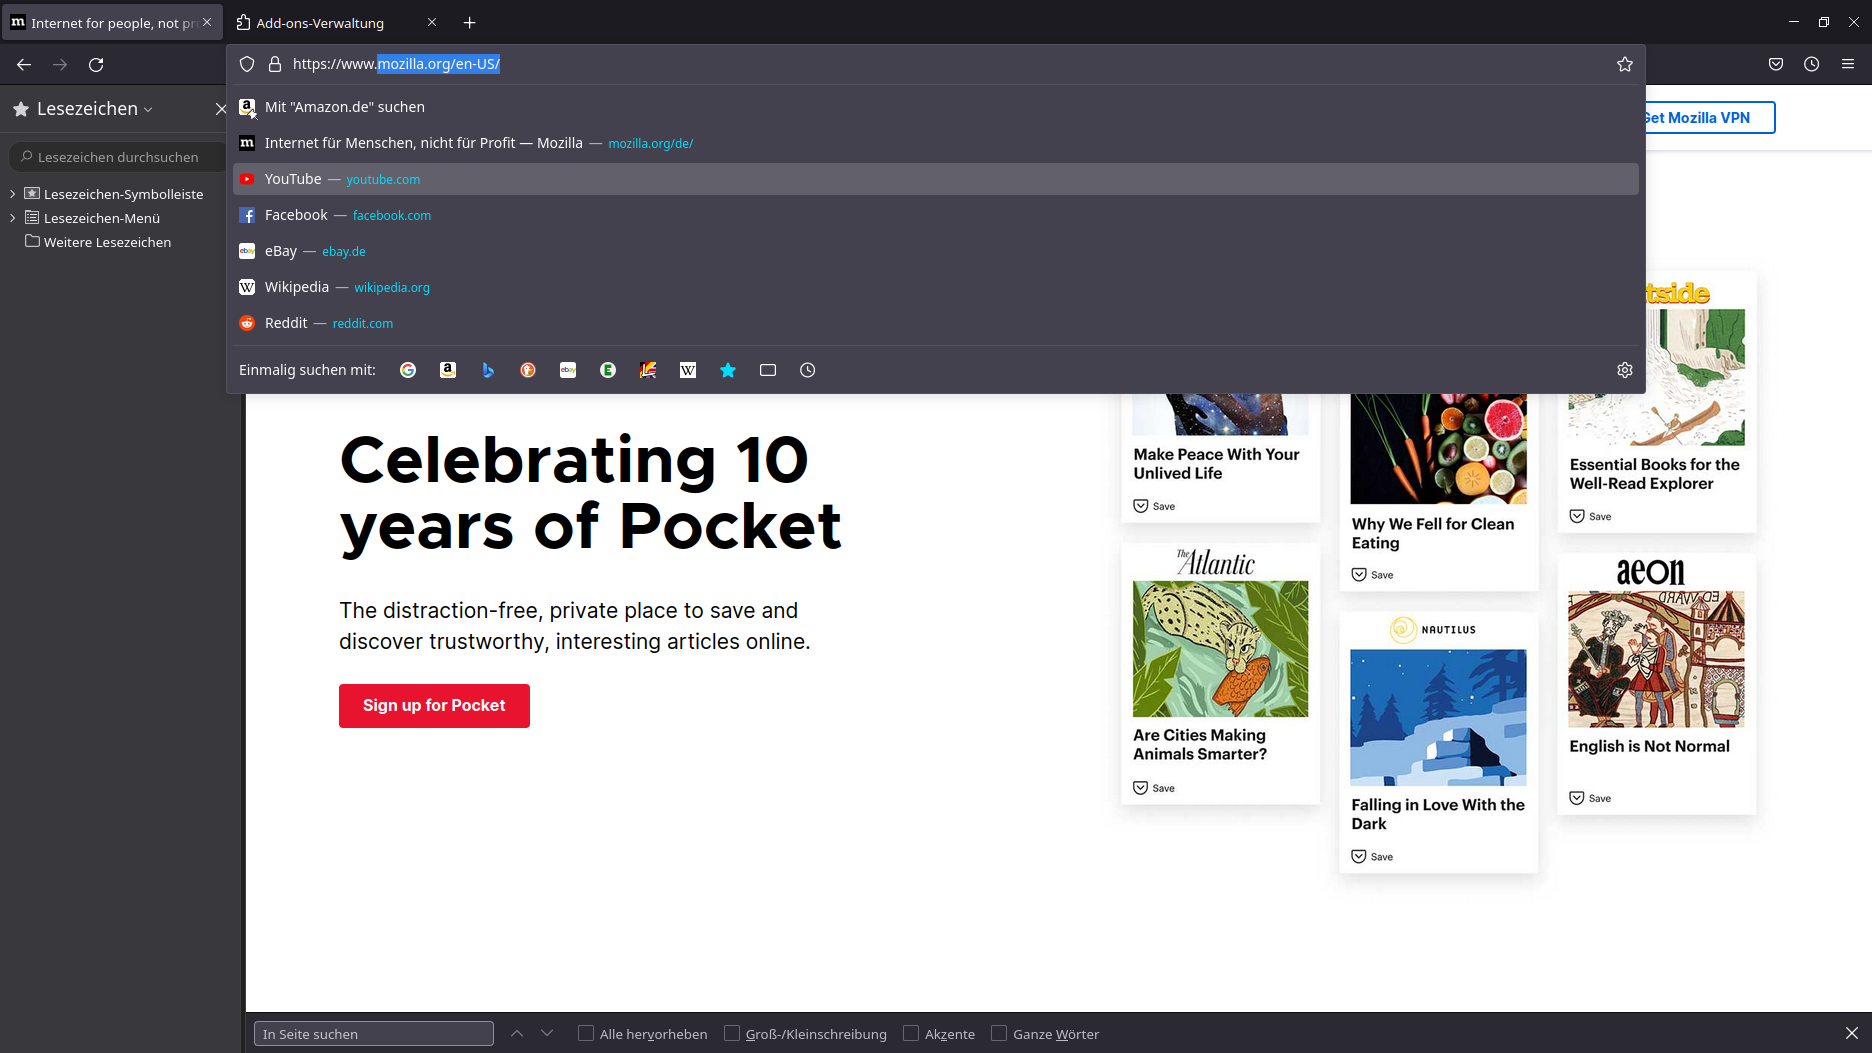 Internet for people, not pr
Add-ons-Verwaltung
https://www.mozilla.org/en-US/
Lesezeichen
Lesezeichen durchsuchen
Lesezeichen-Symbolleiste
Lesezeichen-Menü
Weitere Lesezeichen
Mit "Amazon.de" suchen
Internet für Menschen, nicht für Profit — Mozilla — mozilla.org/de/
YouTube — youtube.com
Facebook — facebook.com
eBay — ebay.de
Wikipedia — wikipedia.org
Reddit — reddit.com
Einmalig suchen mit:
Get Mozilla VPN
Celebrating 10
years of Pocket
The distraction-free, private place to save and
discover trustworthy, interesting articles online.
Sign up for Pocket
Make Peace With Your
Unlived Life
Save
The Atlantic
Are Cities Making
Animals Smarter?
Save
Why We Fell for Clean
Eating
Save
NAUTILUS
Falling in Love With the
Dark
Save
tside
Essential Books for the
Well-Read Explorer
Save
aeon
English is Not Normal
Save
In Seite suchen
Alle hervorheben
Groß-/Kleinschreibung
Akzente
Ganze Wörter